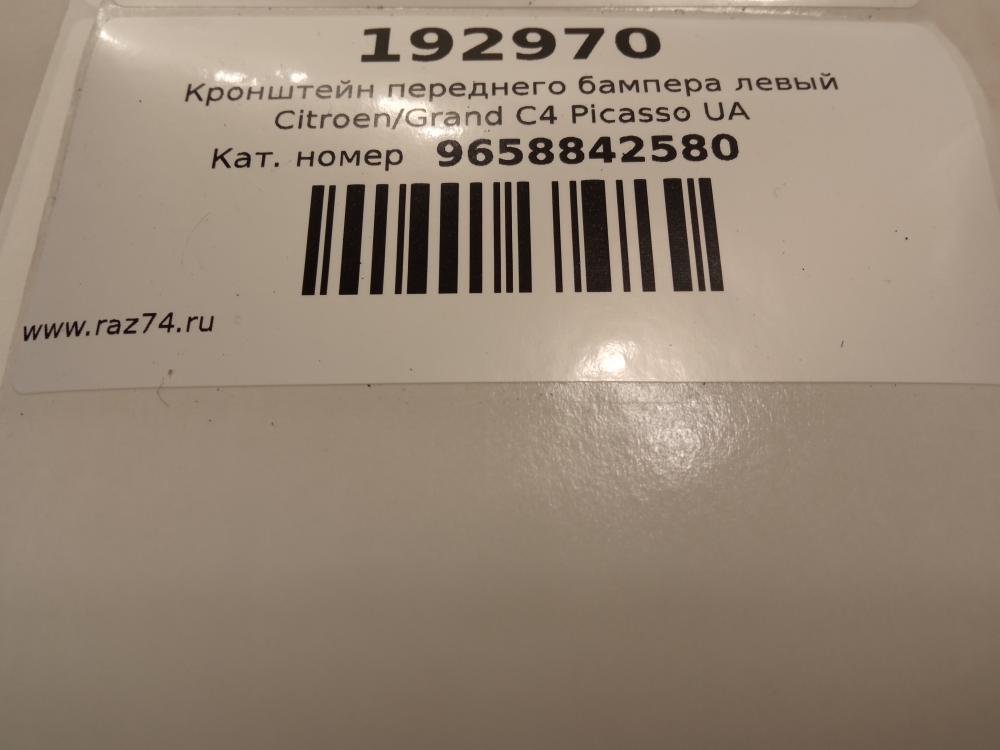 192970
Кронштейн переднего бампера левый
Citroen/Grand C4 Picasso UA
Кат. номер 9658842580
www.raz74.ru